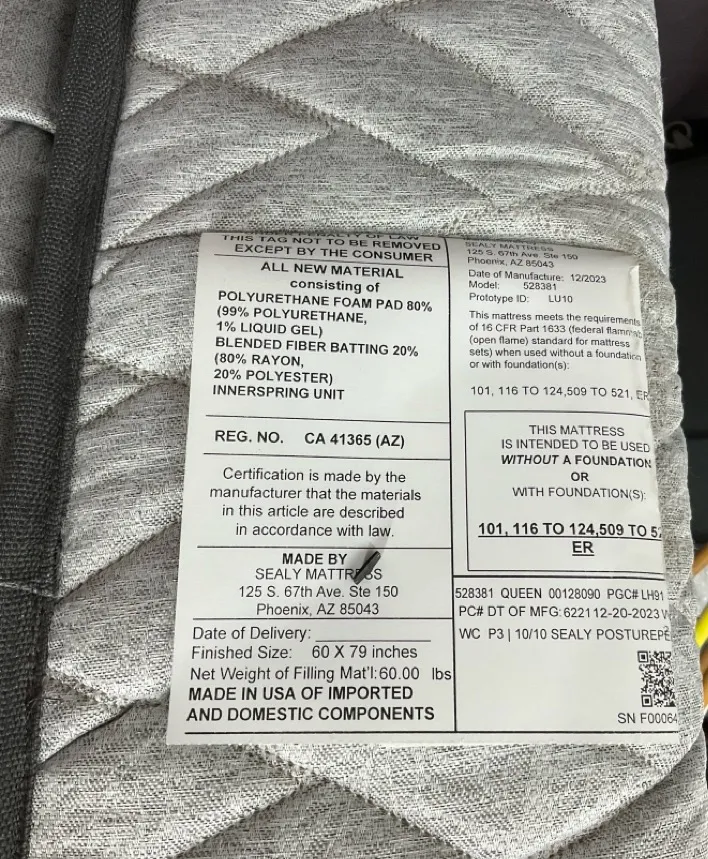 THIS TAG NOT TO BE REMOVED
EXCEPT BY THE CONSUMER
ALL NEW MATERIAL
consisting of
POLYURETHANE FOAM PAD 80%
(99% POLYURETHANE,
1% LIQUID GEL)
BLENDED FIBER BATTING 20%
(80% RAYON,
20% POLYESTER)
INNERSPRING UNIT
REG. NO. CA 41365 (AZ)
Certification is made by the
manufacturer that the materials
in this article are described
in accordance with law.
MADE BY
SEALY MATTRESS
125 S. 67th Ave. Ste 150
Phoenix, AZ 85043
Date of Delivery:
Finished Size: 60 X 79 inches
Net Weight of Filling Mat'l:60.00 lbs
MADE IN USA OF IMPORTED
AND DOMESTIC COMPONENTS
SEALY MATTRESS
125 S. 67th Ave. Ste 150
Phoenix, AZ 85043
Date of Manufacture: 12/2023
Model: 528381
Prototype ID: LU10
This mattress meets the requirements
of 16 CFR Part 1633 (federal
(open flame) standard for mattress
sets) when used without a foundation
or with foundation(s):
101, 116 TO 124,509 TO 521, ER
THIS MATTRESS
IS INTENDED TO BE USED
WITHOUT A FOUNDATION
OR
WITH FOUNDATION(S):
101, 116 TO 124,509 TO 52
ER
528381 QUEEN 00128090 PGC# LH91
PC# DT OF MFG: 6221 12-20-2023
WC P3 | 10/10 SEALY POSTUREPE
SN F00064